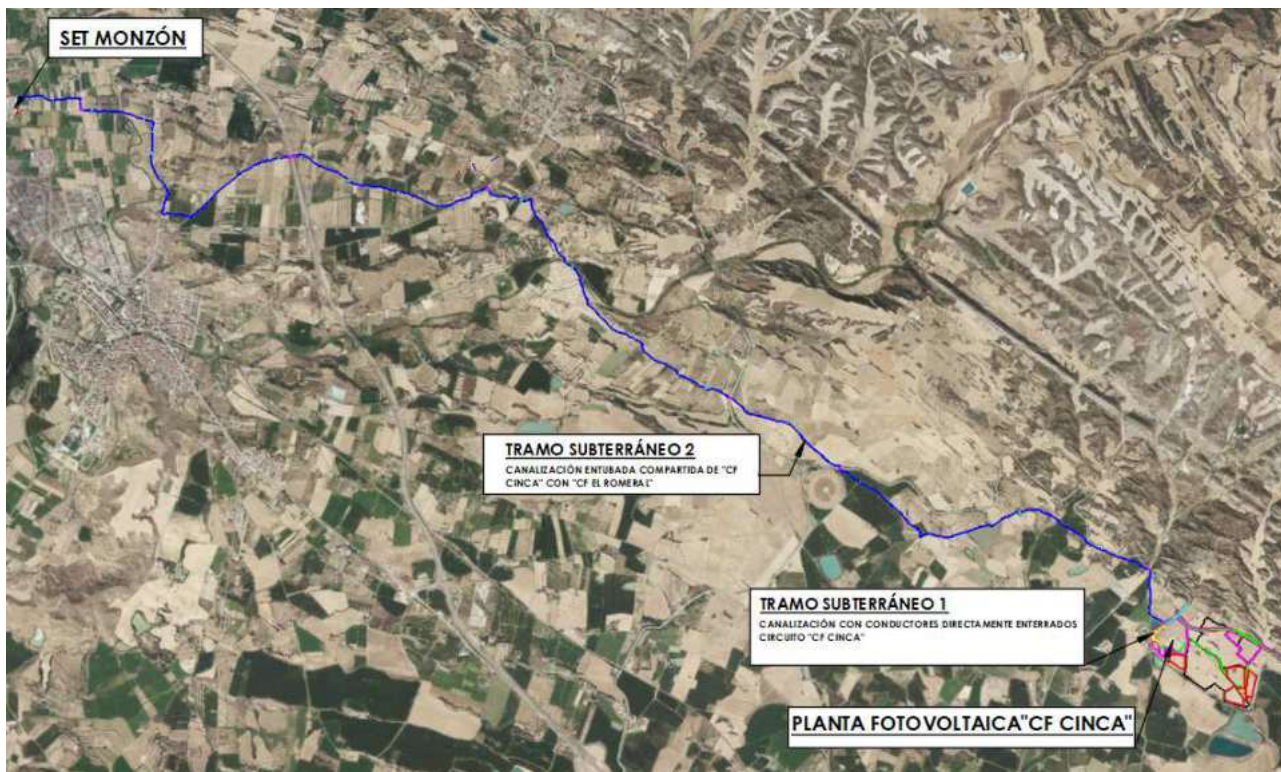 SET MONZÓN
TRAMO SUBTERRÁNEO 2
CANALIZACIÓN ENTUBADA COMPARTIDA DE "CF
CINCA" CON "CF EL ROMERAL"
TRAMO SUBTERRÁNEO 1
CANALIZACIÓN CON CONDUCTORES DIRECTAMENTE ENTERRADOS
CIRCUITO "CF CINCA"
PLANTA FOTOVOLTAICA"CF CINCA"